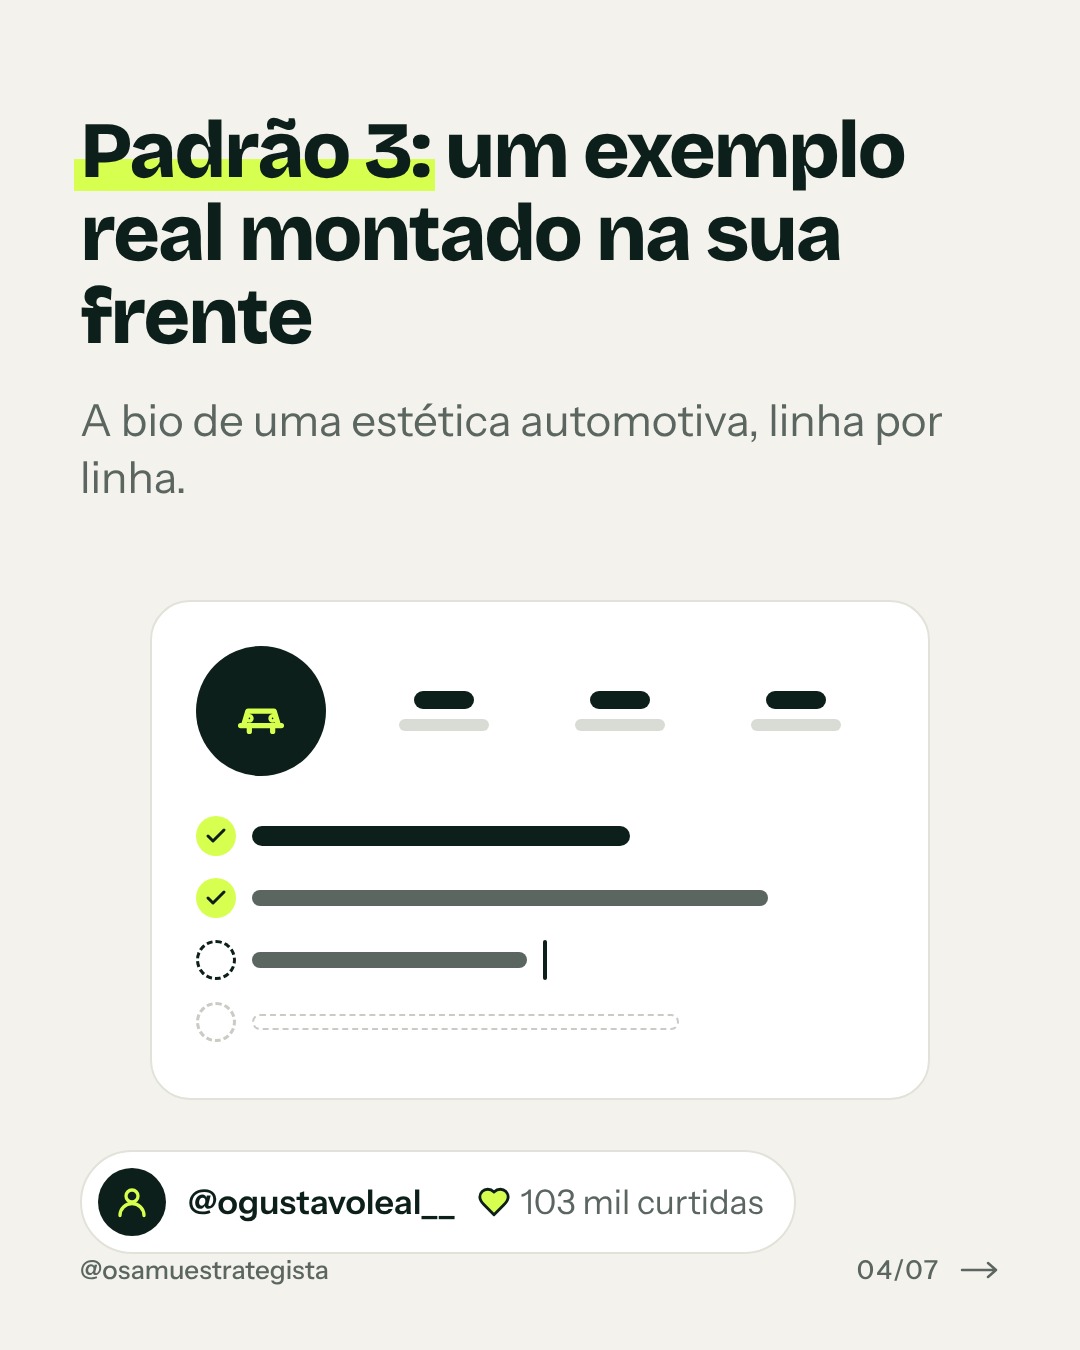 Padrão 3: um exemplo
real montado na sua
frente
A bio de uma estética automotiva, linha por
linha.
@ogustavoleal__ 103 mil curtidas
@osamuestrategista 04/07